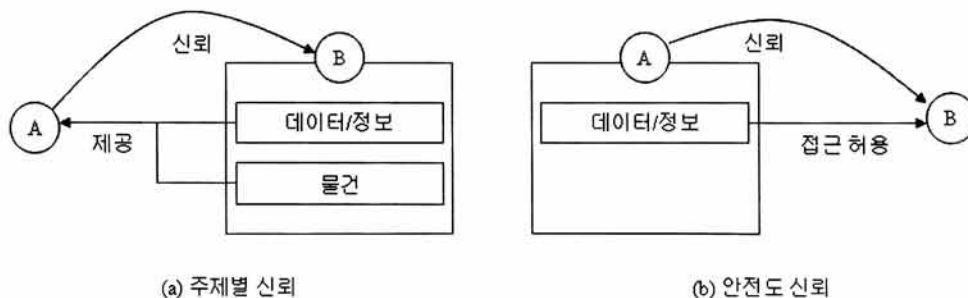 신뢰
B
A
데이터/정보
제공
물건
(a) 주제별 신뢰
A
신뢰
데이터/정보
B
접근 허용
(b) 안전도 신뢰